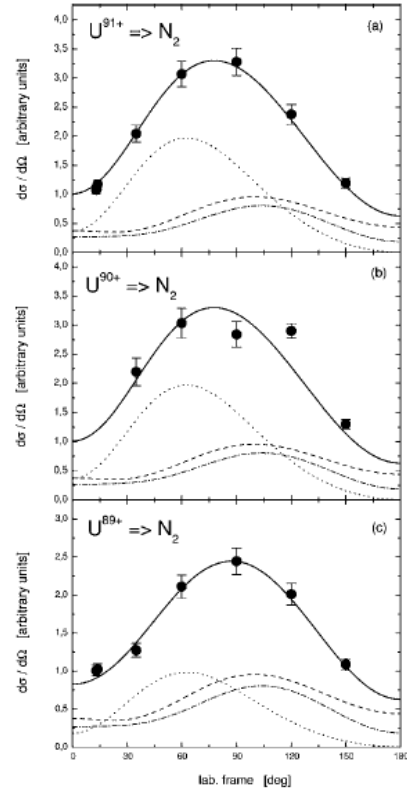 U⁹¹⁺ => N₂
(a)
dσ / dΩ [arbitrary units]
4,0
3,5
3,0
2,5
2,0
1,5
1,0
0,5
0,0
U⁹⁰⁺ => N₂
(b)
dσ / dΩ [arbitrary units]
4,0
3,5
3,0
2,5
2,0
1,5
1,0
0,5
0,0
U⁸⁹⁺ => N₂
(c)
dσ / dΩ [arbitrary units]
3,0
2,5
2,0
1,5
1,0
0,5
0,0
0 30 60 90 120 150 180
lab. frame [deg]